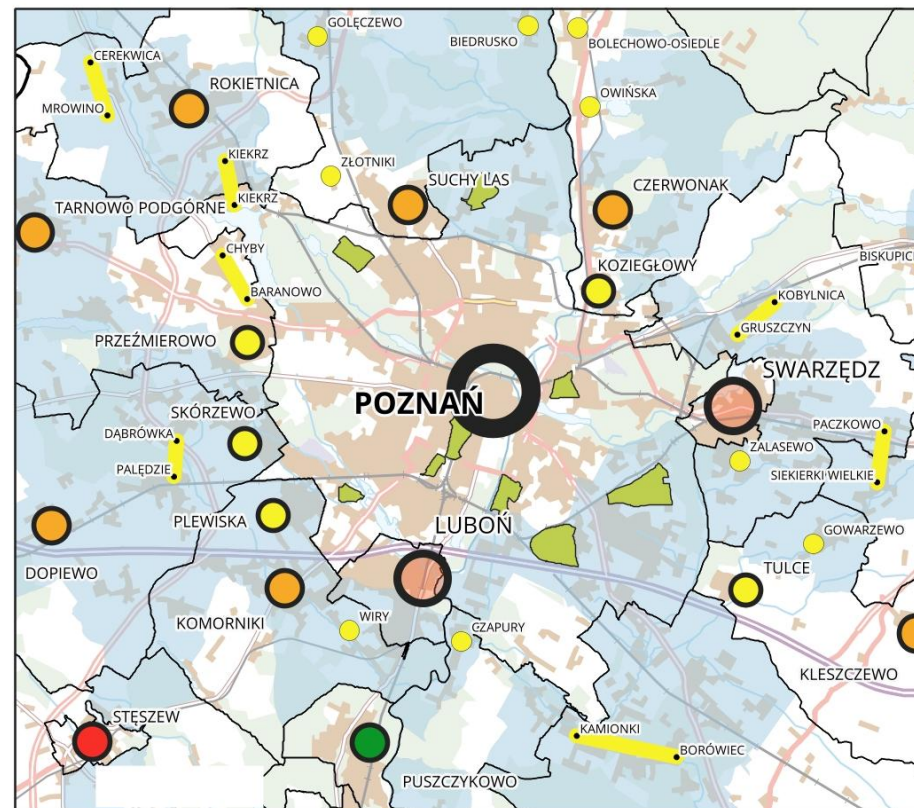 GOLĘCZEWO
BIEDRUSKO
BOLECHOWO-OSIEDLE
CEREKWICA
ROKIETNICA
MROWINO
OWIŃSKA
KIEKRZ
ZŁOTNIKI
SUCHY LAS
CZERWONAK
TARNOWO PODGÓRNE
KIEKRZ
CHYBY
BISKUPIC
KOZIEGŁOWY
BARANOWO
KOBYLNICA
GRUSZCZYN
PRZEŹMIEROWO
SWARZĘDZ
POZNAŃ
SKÓRZEWO
PACZKOWO
DĄBRÓWKA
ZALASEWO
PALĘDZIE
SIEKIERKI WIELKIE
PLEWISKA
LUBOŃ
GOWARZEWO
DOPIEWO
TULCE
KOMORNIKI
WIRY
CZAPURY
KLESZCZEWO
STĘSZEW
KAMIONKI
BORÓWIEC
PUSZCZYKOWO